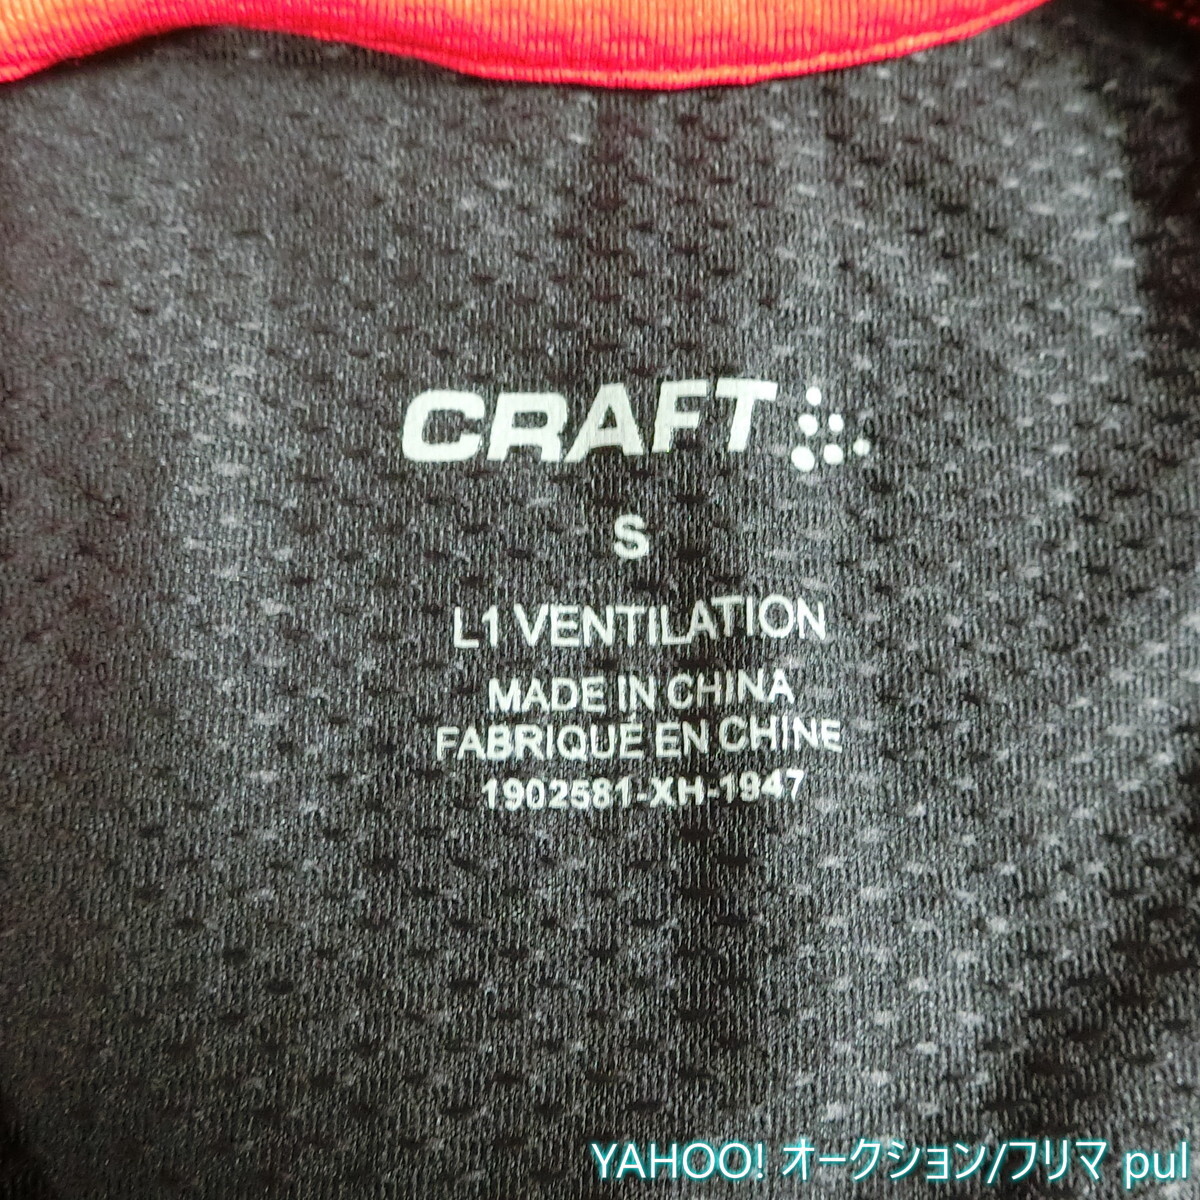 CRAFT
S
L1 VENTILATION
MADE IN CHINA
FABRIQUÉ EN CHINE
1902581-XH-1947
YAHOO! オークション/フリマ pul